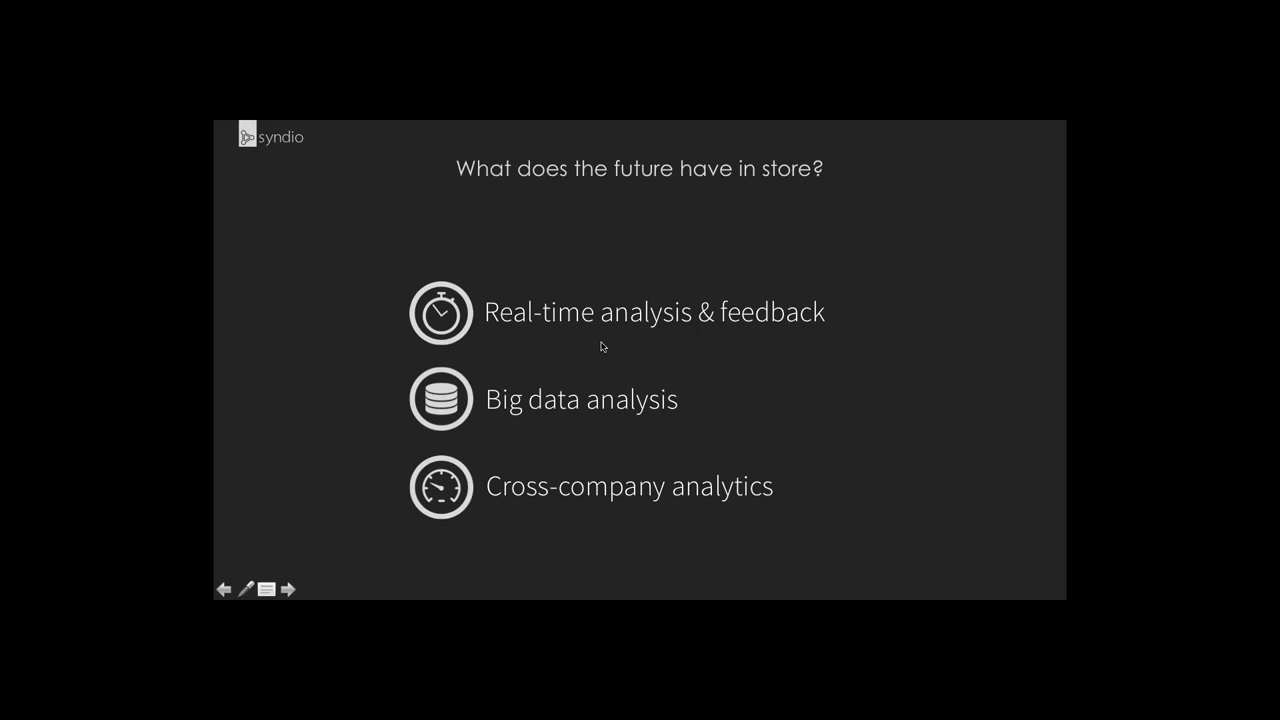 syndio
What does the future have in store?
Real-time analysis & feedback
Big data analysis
Cross-company analytics